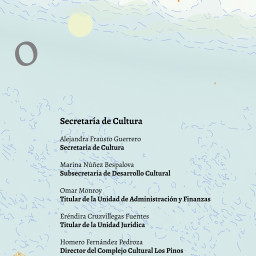 O
Secretaría de Cultura
Alejandra Frausto Guerrero
Secretaria de Cultura
Marina Núñez Bespalova
Subsecretaria de Desarrollo Cultural
Omar Monroy
Titular de la Unidad de Administración y Finanzas
Eréndira Cruzvillegas Fuentes
Titular de la Unidad Jurídica
Homero Fernández Pedroza
Director del Complejo Cultural Los Pinos